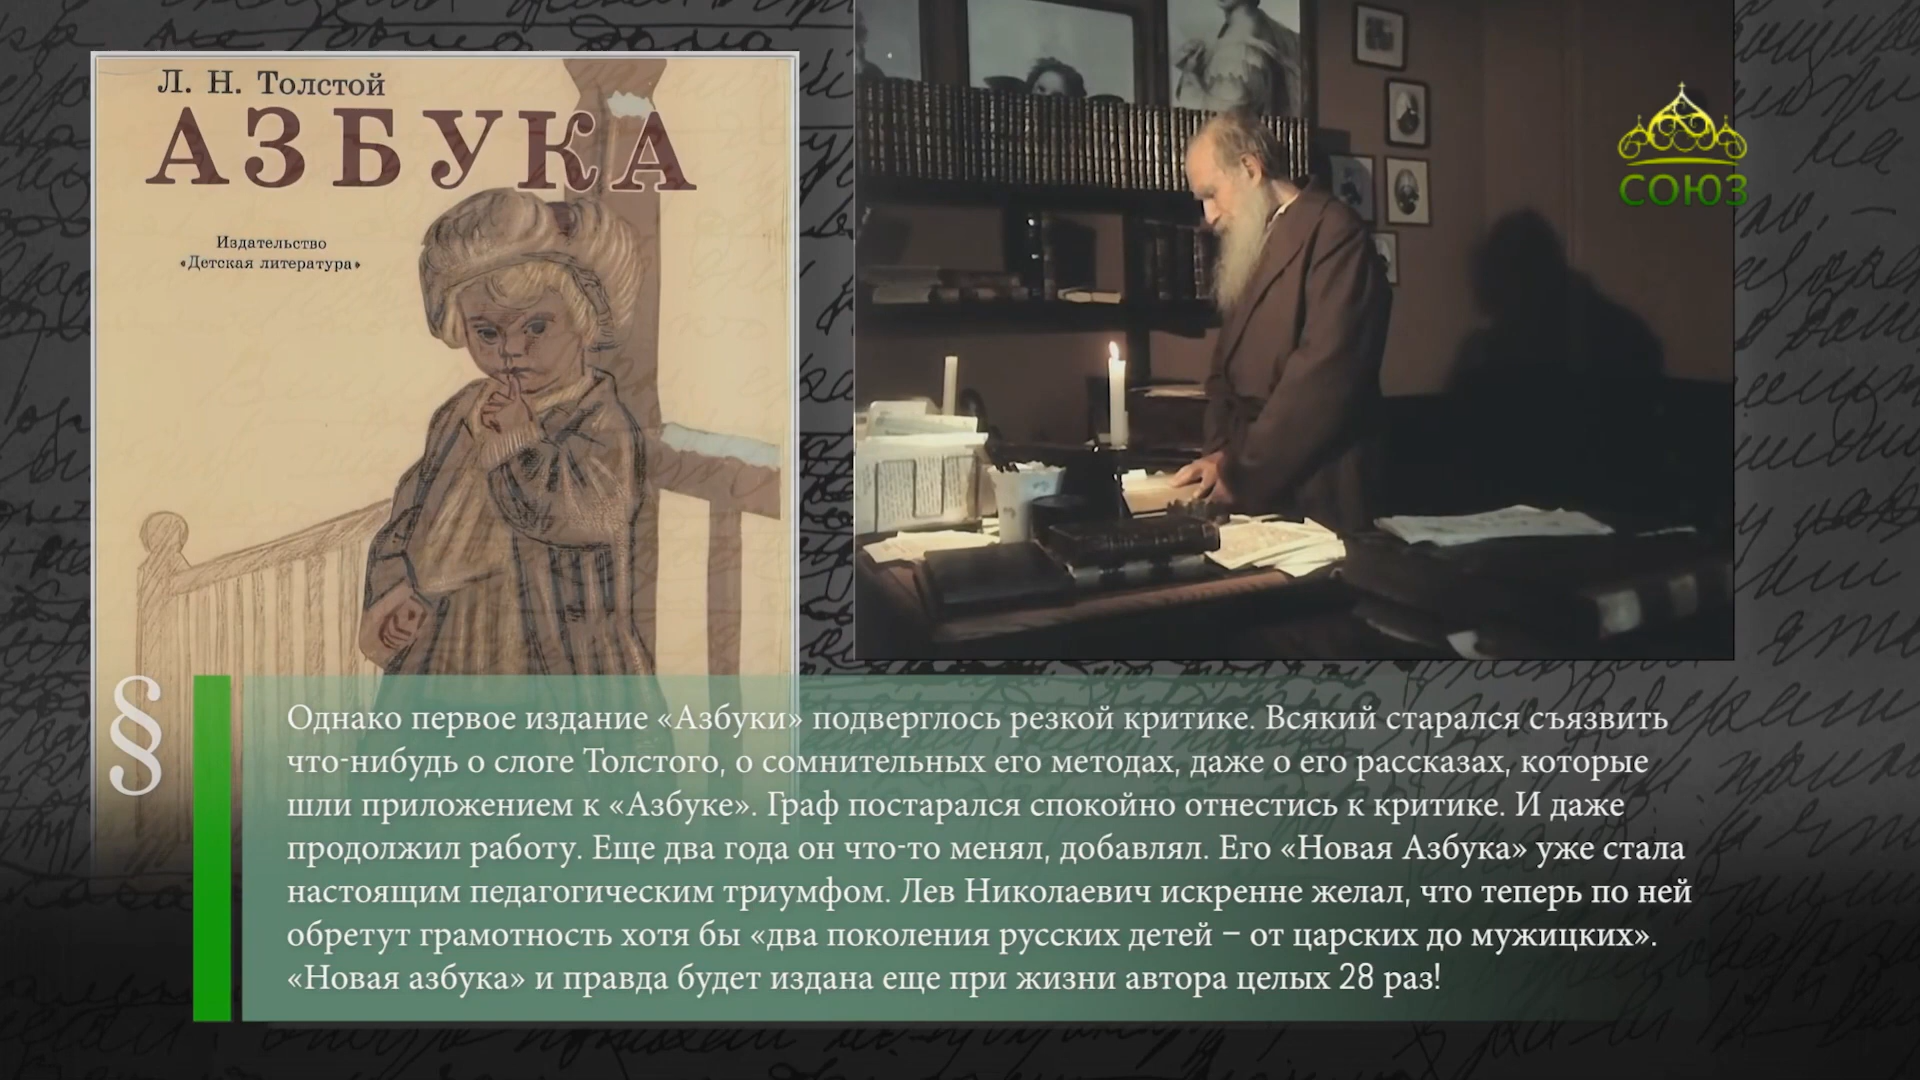 Л. Н. Толстой
АЗБУКА
Издательство
«Детская литература»
СОЮЗ
§
Однако первое издание «Азбуки» подверглось резкой критике. Всякий старался съязвить
что-нибудь о слоге Толстого, о сомнительных его методах, даже о его рассказах, которые
шли приложением к «Азбуке». Граф постарался спокойно отнестись к критике. И даже
продолжил работу. Еще два года он что-то менял, добавлял. Его «Новая Азбука» уже стала
настоящим педагогическим триумфом. Лев Николаевич искренне желал, что теперь по ней
обретут грамотность хотя бы «два поколения русских детей – от царских до мужицких».
«Новая азбука» и правда будет издана еще при жизни автора целых 28 раз!